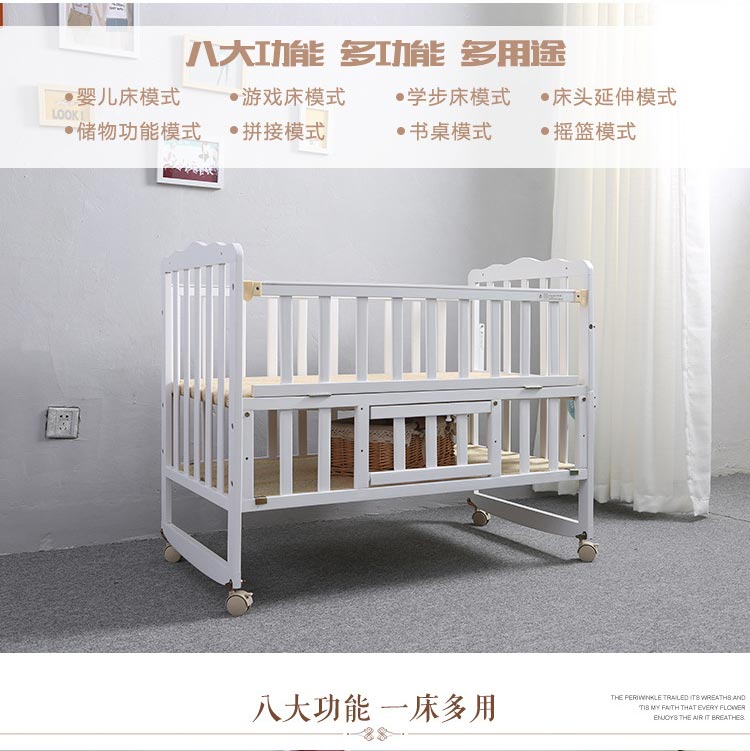 八大功能 多功能 多用途
●婴儿床模式 ●游戏床模式 ●学步床模式 ●床头延伸模式
●储物功能模式 ●拼接模式 ●书桌模式 ●摇篮模式
LOOK!
八大功能 一床多用
THE PERIWINKLE TRAILED ITS WREATHS;AND
'TIS MY FAITH THAT EVERY FLOWER
ENJOYS THE AIR IT BREATHES.